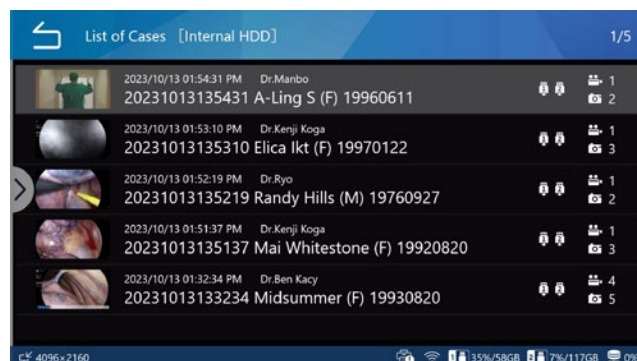 List of Cases [Internal HDD] 1/5
2023/10/13 01:54:31 PM Dr.Manbo
20231013135431 A-Ling S (F) 19960611
1
2
2023/10/13 01:53:10 PM Dr.Kenji Koga
20231013135310 Elica Ikt (F) 19970122
1
3
2023/10/13 01:52:19 PM Dr.Ryo
20231013135219 Randy Hills (M) 19760927
1
2
2023/10/13 01:51:37 PM Dr.Kenji Koga
20231013135137 Mai Whitestone (F) 19920820
1
3
2023/10/13 01:32:34 PM Dr.Ben Kacy
20231013133234 Midsummer (F) 19930820
4
5
4096×2160 1 35%/58GB 2 7%/117GB 0%